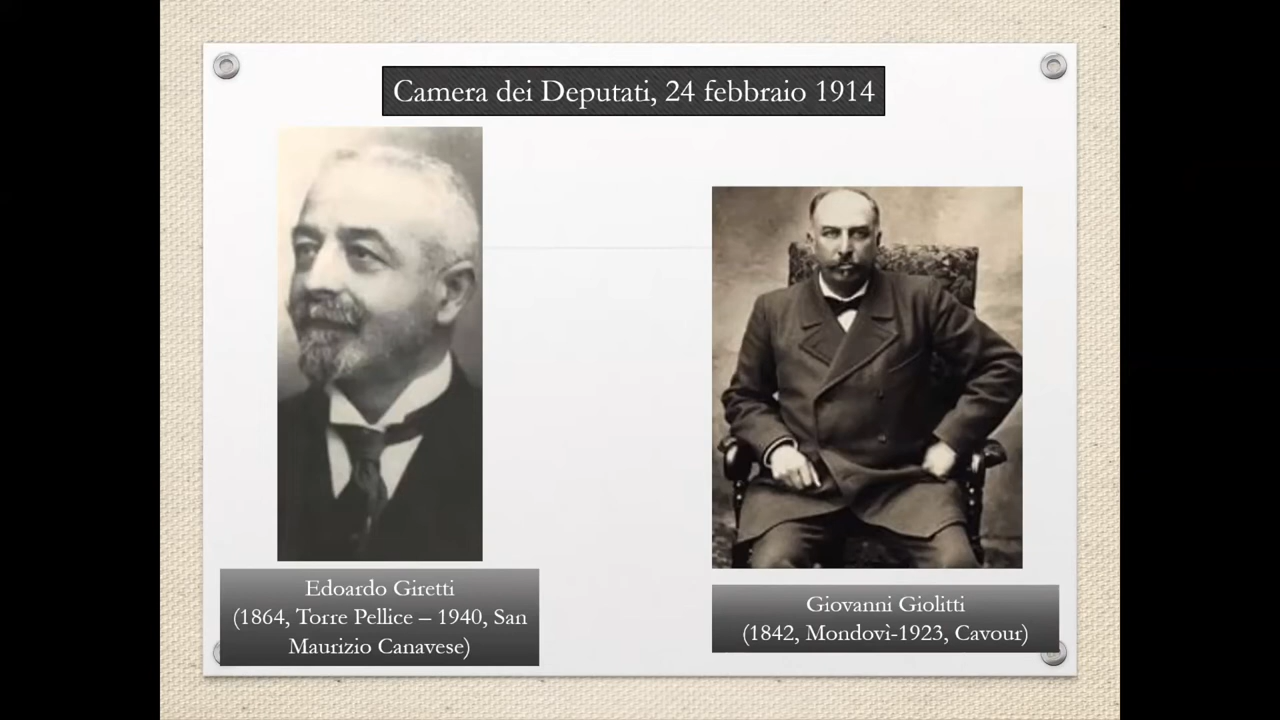 Camera dei Deputati, 24 febbraio 1914
Edoardo Giretti
(1864, Torre Pellice – 1940, San
Maurizio Canavese)
Giovanni Giolitti
(1842, Mondovì-1923, Cavour)